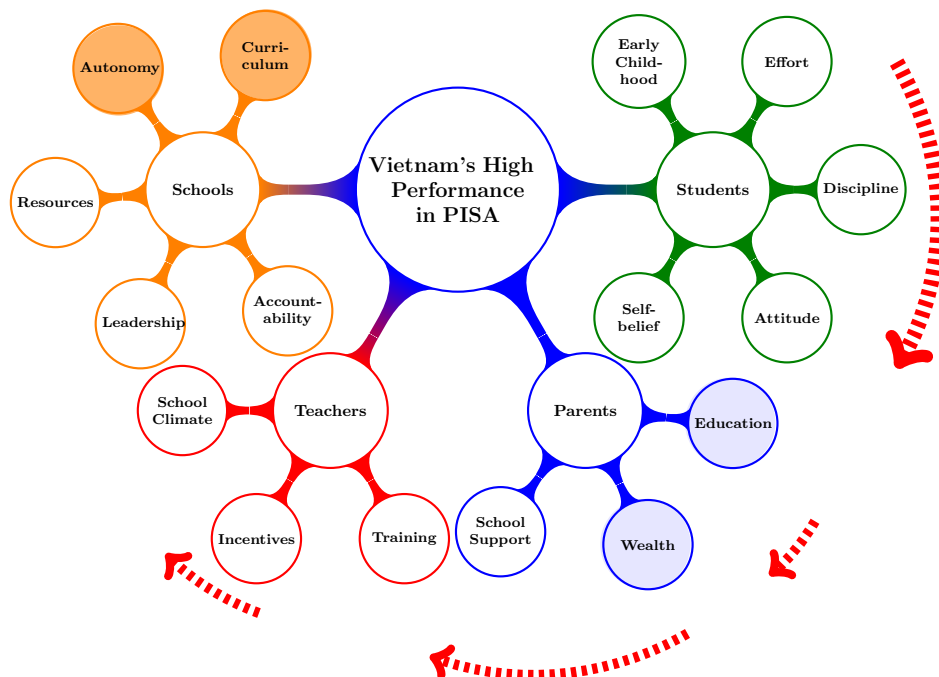 Vietnam's High
Performance
in PISA
Schools
Autonomy
Curri-
culum
Resources
Leadership
Account-
ability
Students
Early
Child-
hood
Effort
Discipline
Attitude
Self-
belief
Teachers
School
Climate
Incentives
Training
Parents
Education
Wealth
School
Support